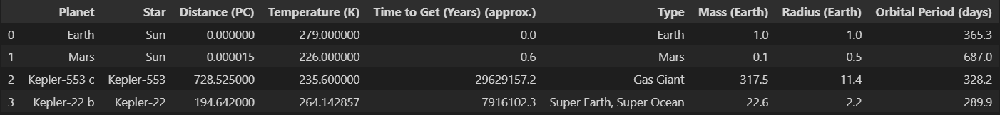 Planet Star Distance (PC) Temperature (K) Time to Get (Years) (approx.) Type Mass (Earth) Radius (Earth) Orbital Period (days)
0 Earth Sun 0.000000 279.000000 0.0 Earth 1.0 1.0 365.3
1 Mars Sun 0.000015 226.000000 0.6 Mars 0.1 0.5 687.0
2 Kepler-553 c Kepler-553 728.525000 235.600000 29629157.2 Gas Giant 317.5 11.4 328.2
3 Kepler-22 b Kepler-22 194.642000 264.142857 7916102.3 Super Earth, Super Ocean 22.6 2.2 289.9